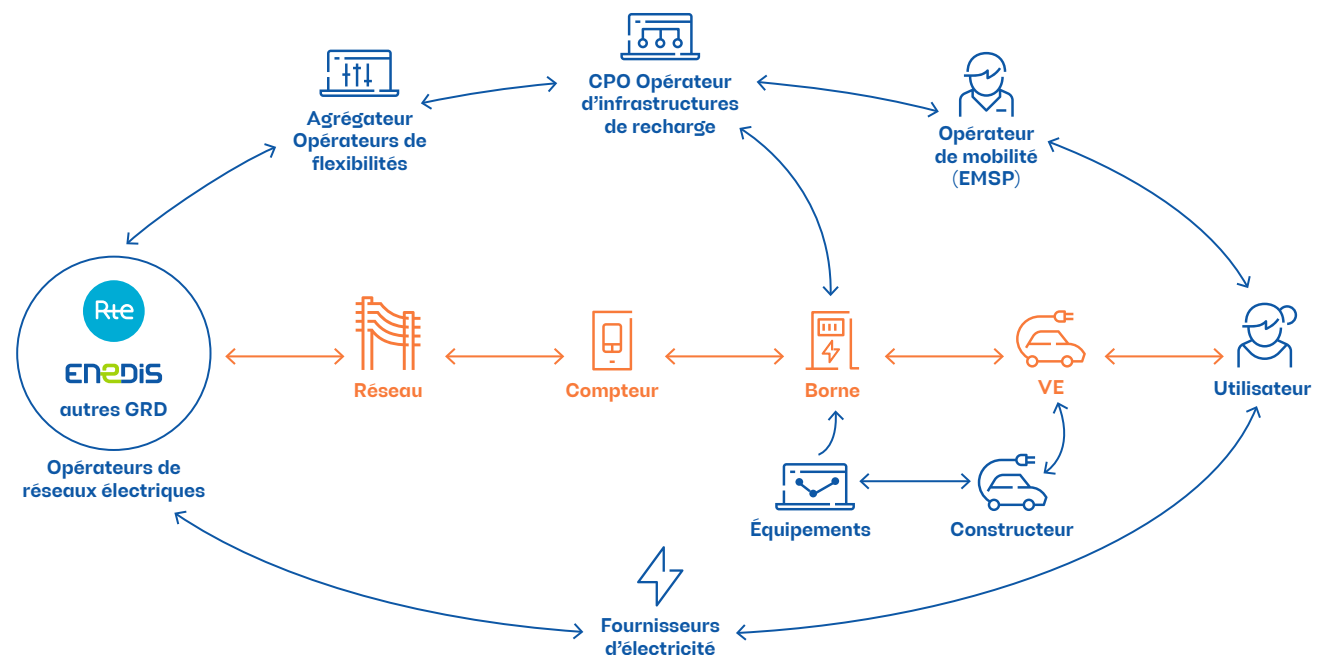 CPO Opérateur
d'infrastructures
de recharge
Agrégateur
Opérateurs de
flexibilités
Opérateur
de mobilité
(EMSP)
Rte
ENEDIS
autres GRD
Opérateurs de
réseaux électriques
Réseau
Compteur
Borne
VE
Utilisateur
Équipements
Constructeur
Fournisseurs
d'électricité